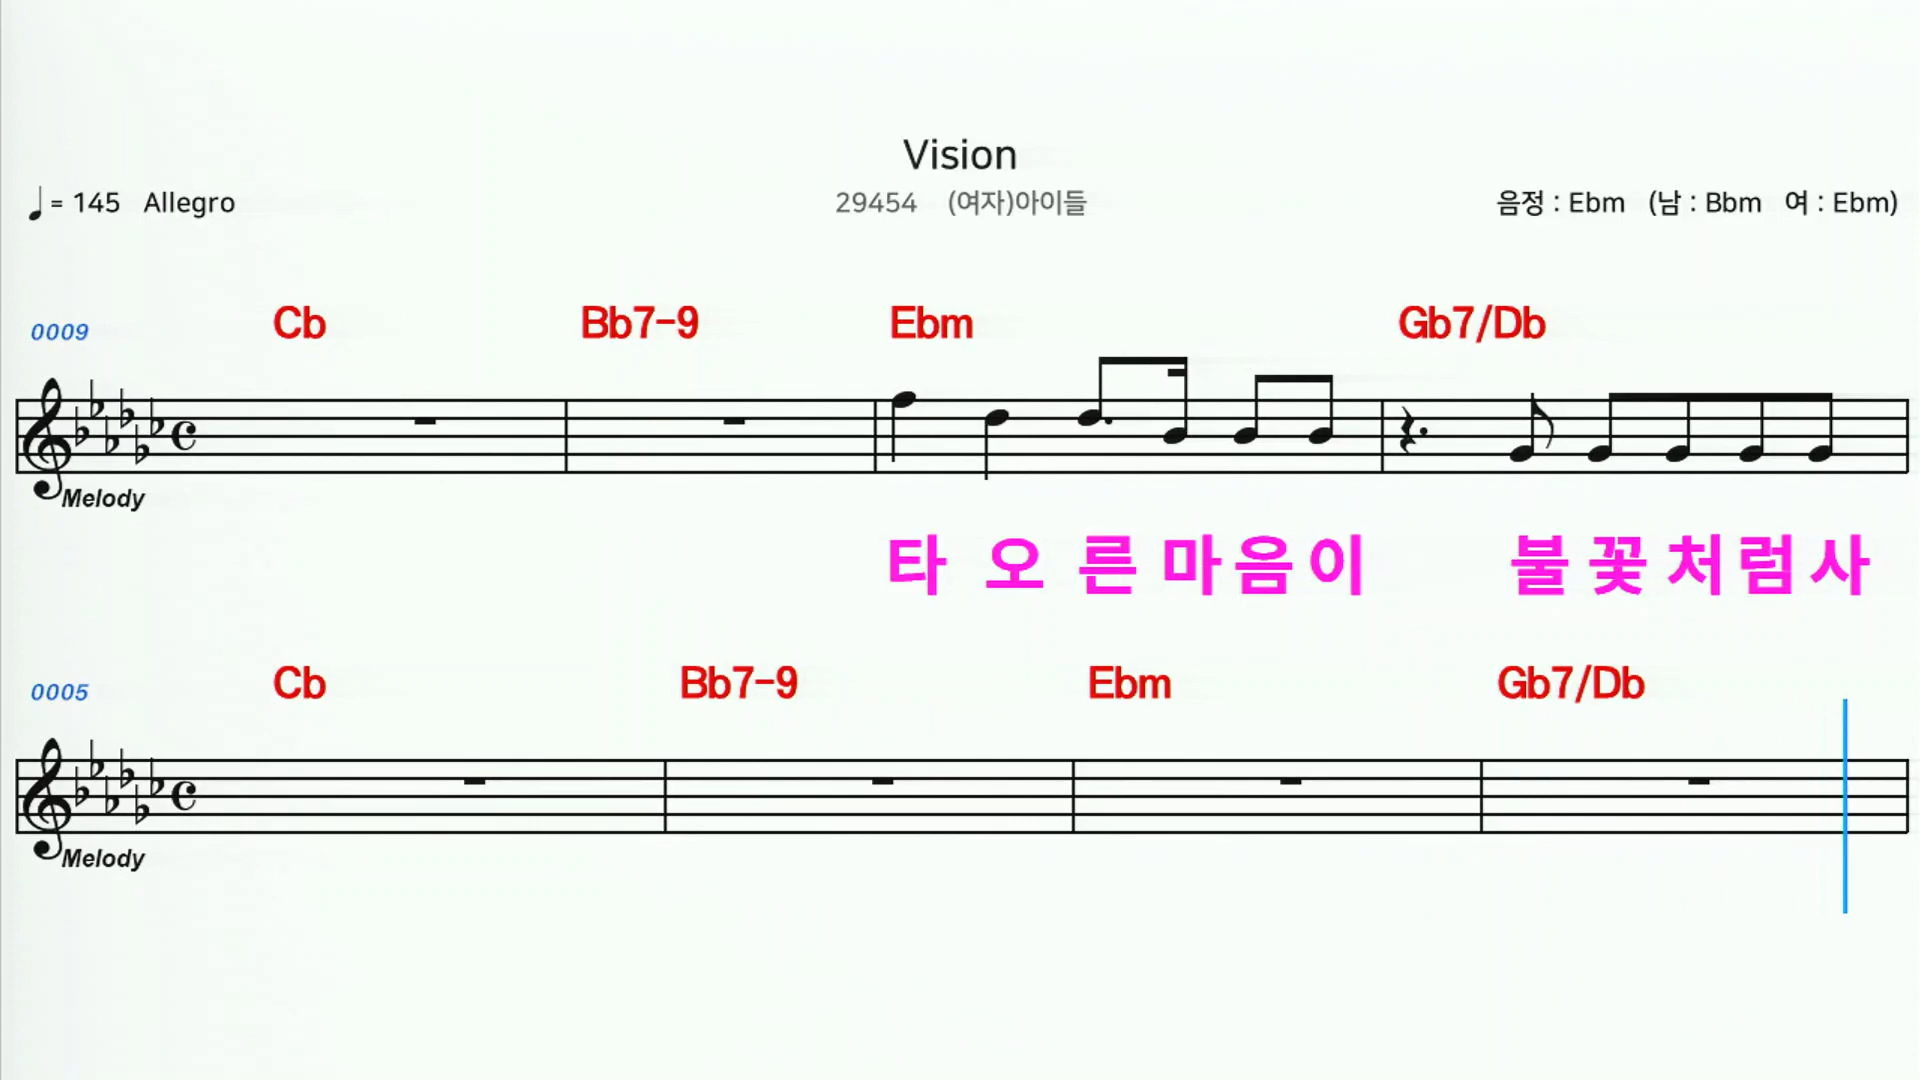 Vision
♩= 145 Allegro
29454 (여자)아이들
음정 : Ebm (남 : Bbm 여 : Ebm)
0009 Cb Bb7-9 Ebm Gb7/Db
Melody
타 오 른 마 음 이 불 꽃 처 럼 사
0005 Cb Bb7-9 Ebm Gb7/Db
Melody